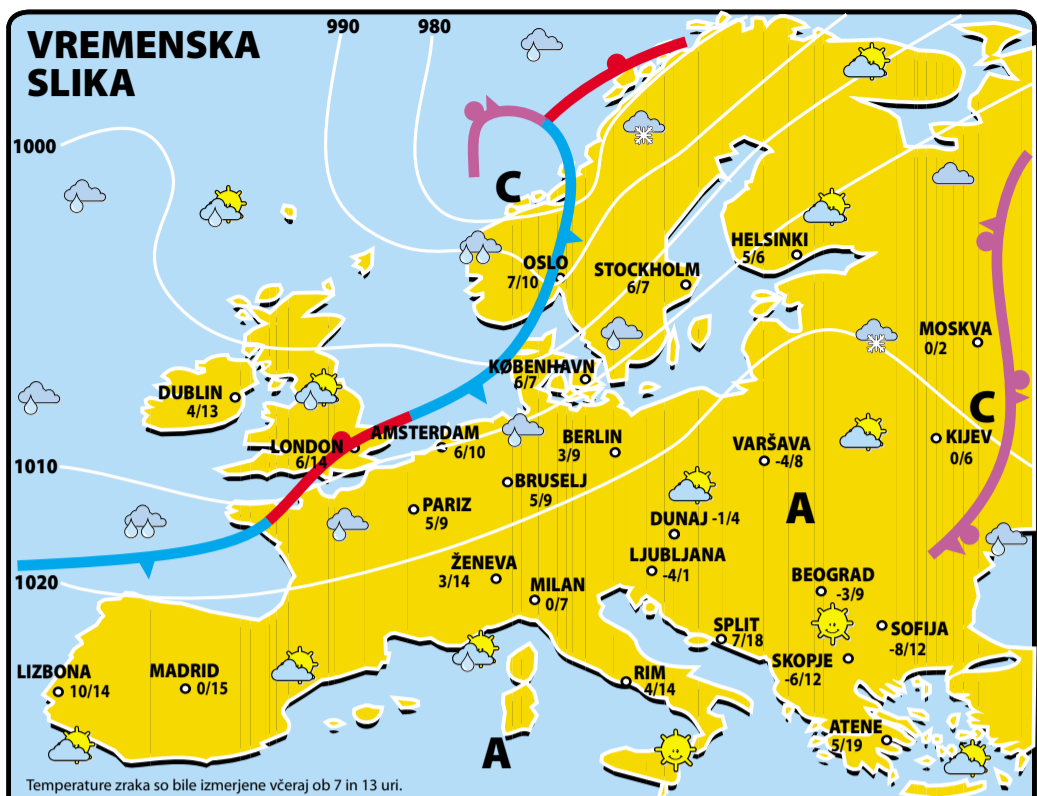 VREMENSKA
SLIKA
990
980
1000
C
HELSINKI
5/6
OSLO
7/10
STOCKHOLM
6/7
MOSKVA
0/2
KØBENHAVN
6/7
DUBLIN
4/13
C
LONDON
6/14
AMSTERDAM
6/10
BERLIN
3/9
VARŠAVA
-4/8
KIJEV
0/6
1010
BRUSELJ
5/9
PARIZ
5/9
A
DUNAJ -1/4
LJUBLJANA
-4/1
ŽENEVA
3/14
MILAN
0/7
1020
BEOGRAD
-3/9
SPLIT
7/18
SOFIJA
-8/12
SKOPJE
-6/12
LIZBONA
10/14
MADRID
0/15
RIM
4/14
ATENE
5/19
A
Temperature zraka so bile izmerjene včeraj ob 7 in 13 uri.